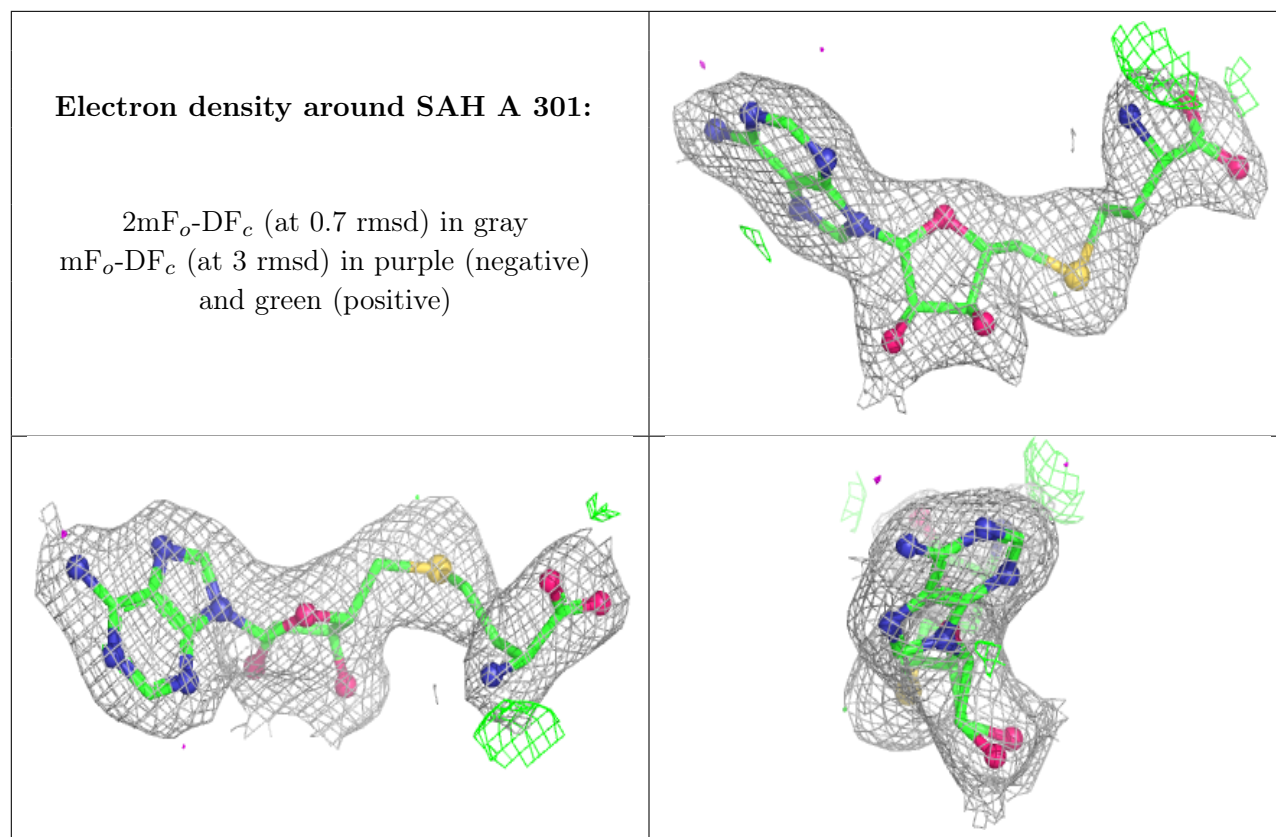 Electron density around SAH A 301:
2mFₒ-DF𝒸 (at 0.7 rmsd) in gray
mFₒ-DF𝒸 (at 3 rmsd) in purple (negative)
and green (positive)